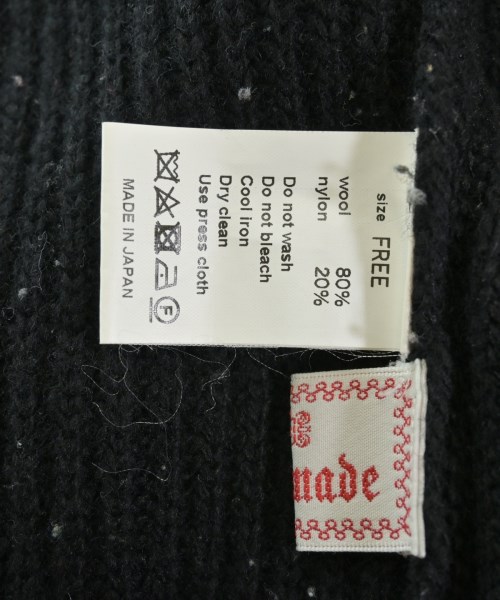 size FREE
wool 80%
nylon 20%
Do not wash
Do not bleach
Cool iron
Dry clean
Use press cloth
F
MADE IN JAPAN
made